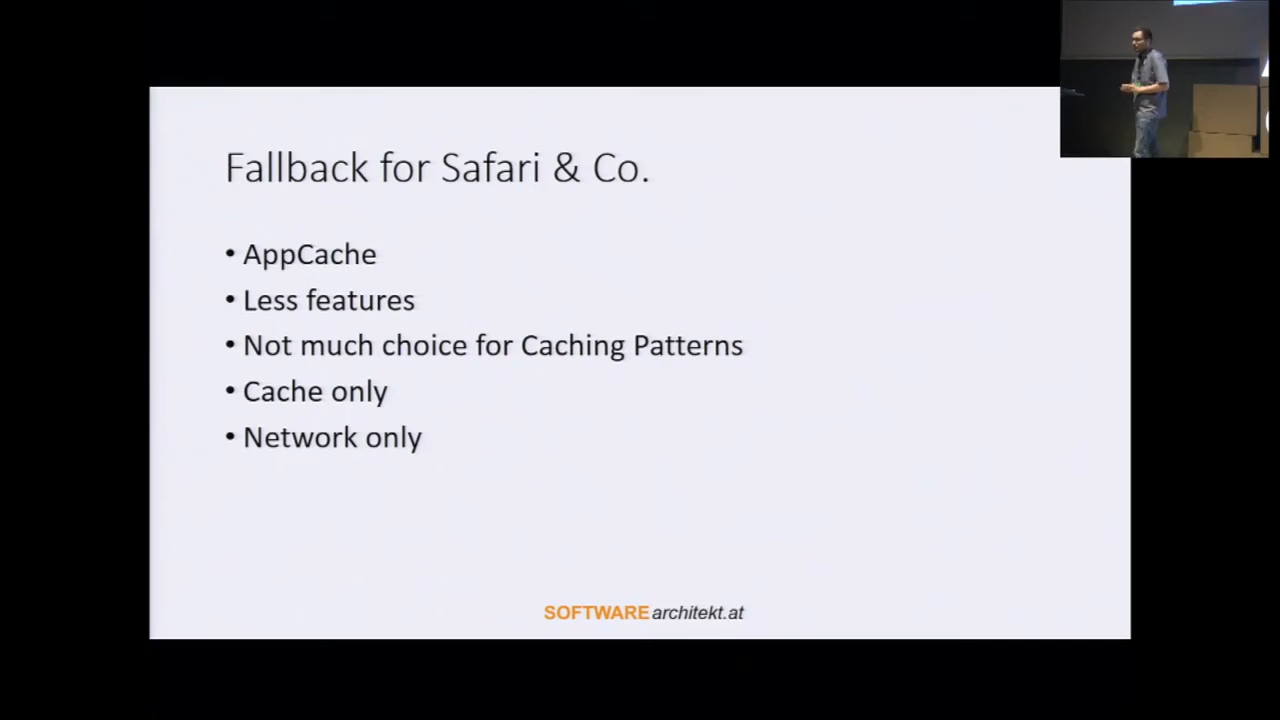 Fallback for Safari & Co.
• AppCache
• Less features
• Not much choice for Caching Patterns
• Cache only
• Network only
SOFTWAREarchitekt.at